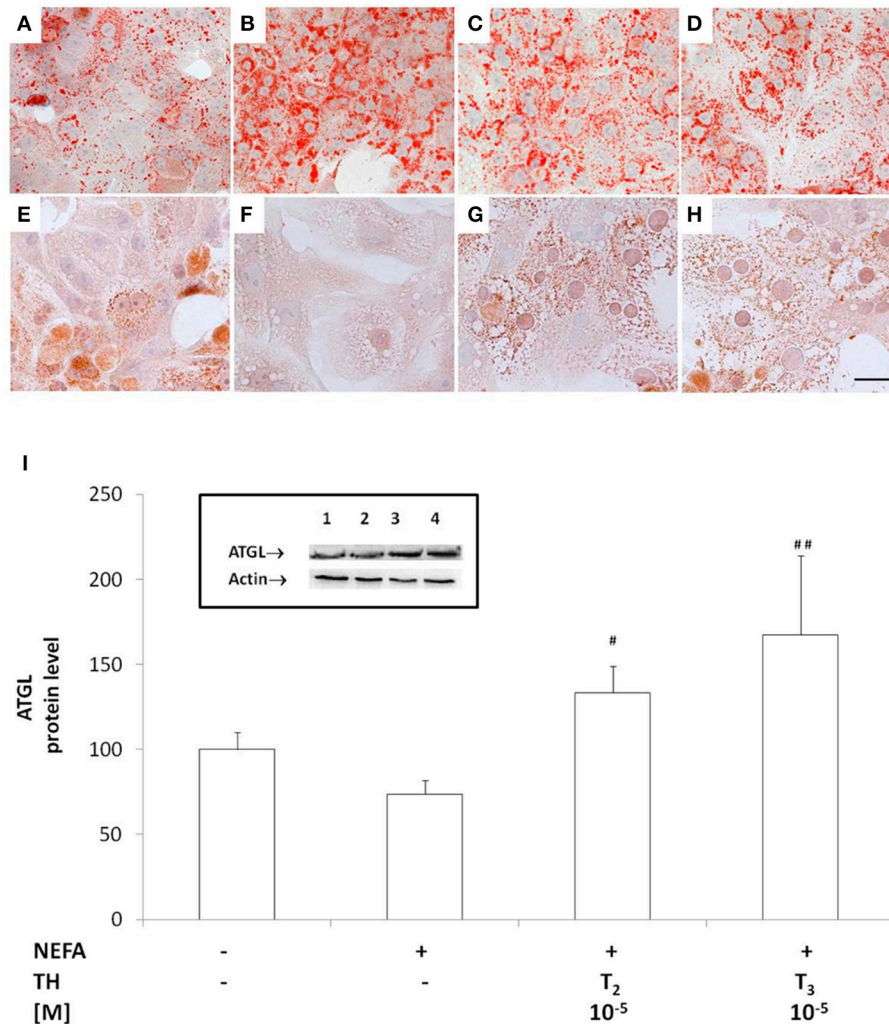 A B C D
E F G H
I
250
1 2 3 4
ATGL→
Actin→
##
200
#
150
ATGL
protein level
100
50
0
NEFA - + + +
TH - - T₂ T₃
[M] 10⁻⁵ 10⁻⁵